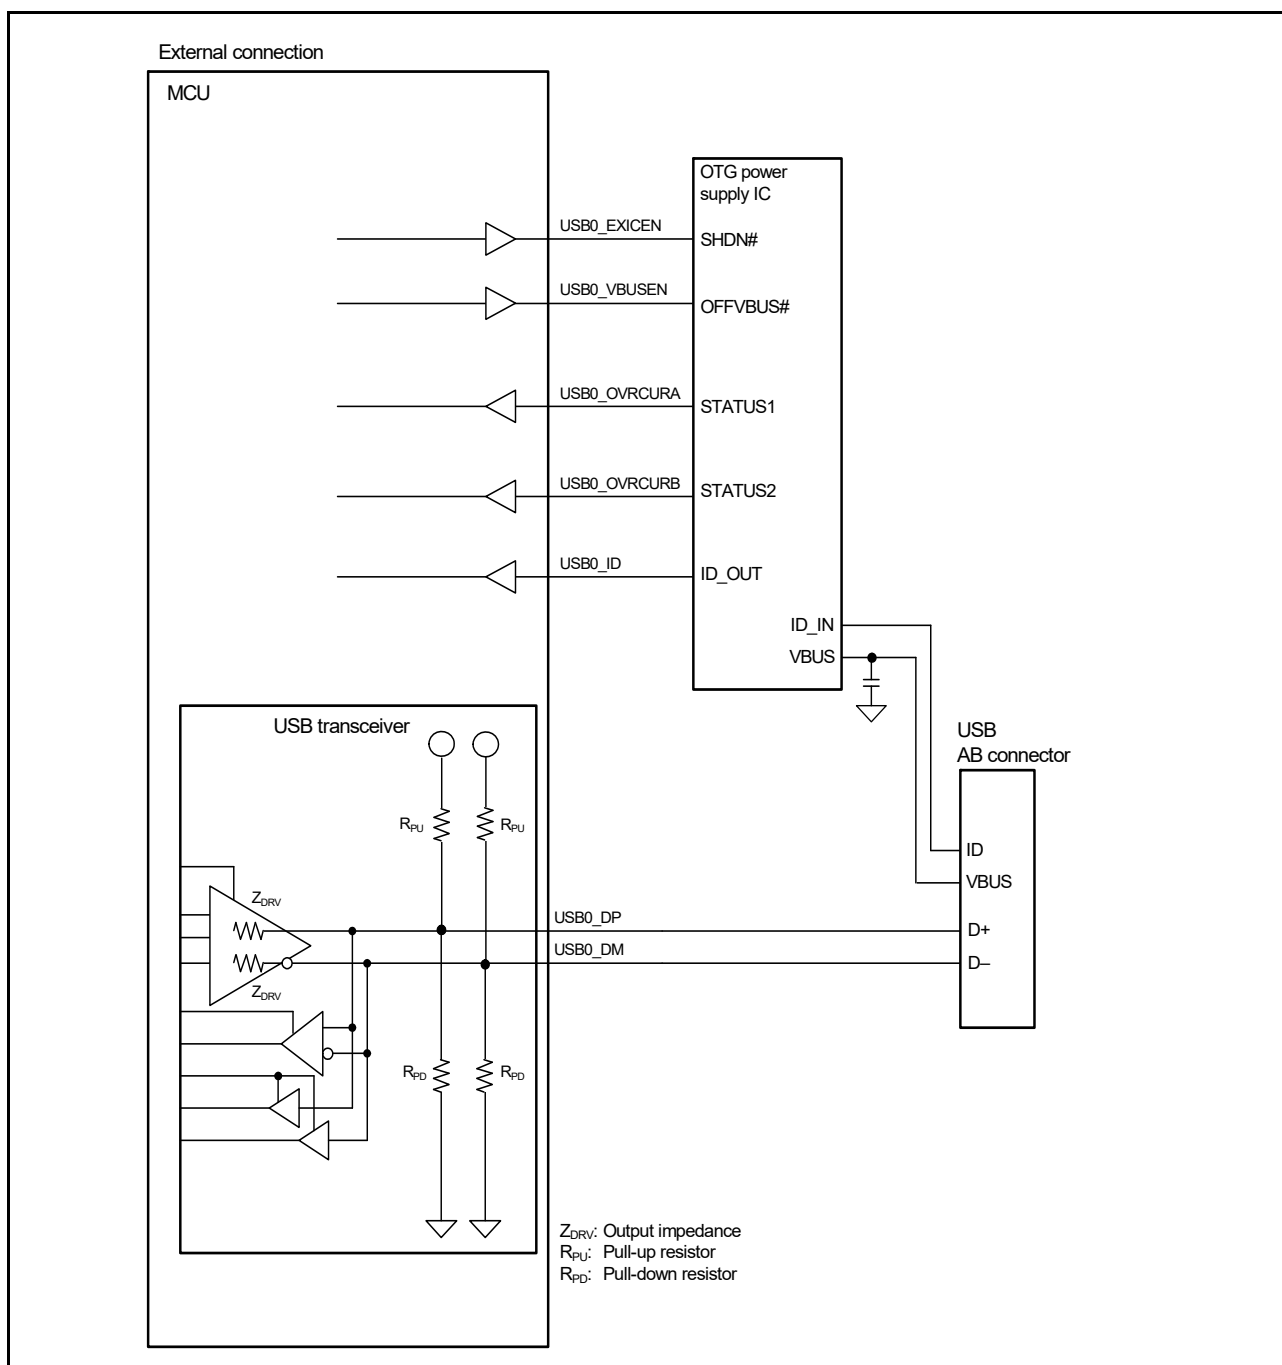 External connection
MCU
OTG power
supply IC
USB0_EXICEN
SHDN#
USB0_VBUSEN
OFFVBUS#
USB0_OVRCURA
STATUS1
USB0_OVRCURB
STATUS2
USB0_ID
ID_OUT
ID_IN
VBUS
USB transceiver
USB
AB connector
RPU
RPU
ID
VBUS
ZDRV
USB0_DP
D+
USB0_DM
D–
ZDRV
RPD
RPD
ZDRV: Output impedance
RPU: Pull-up resistor
RPD: Pull-down resistor